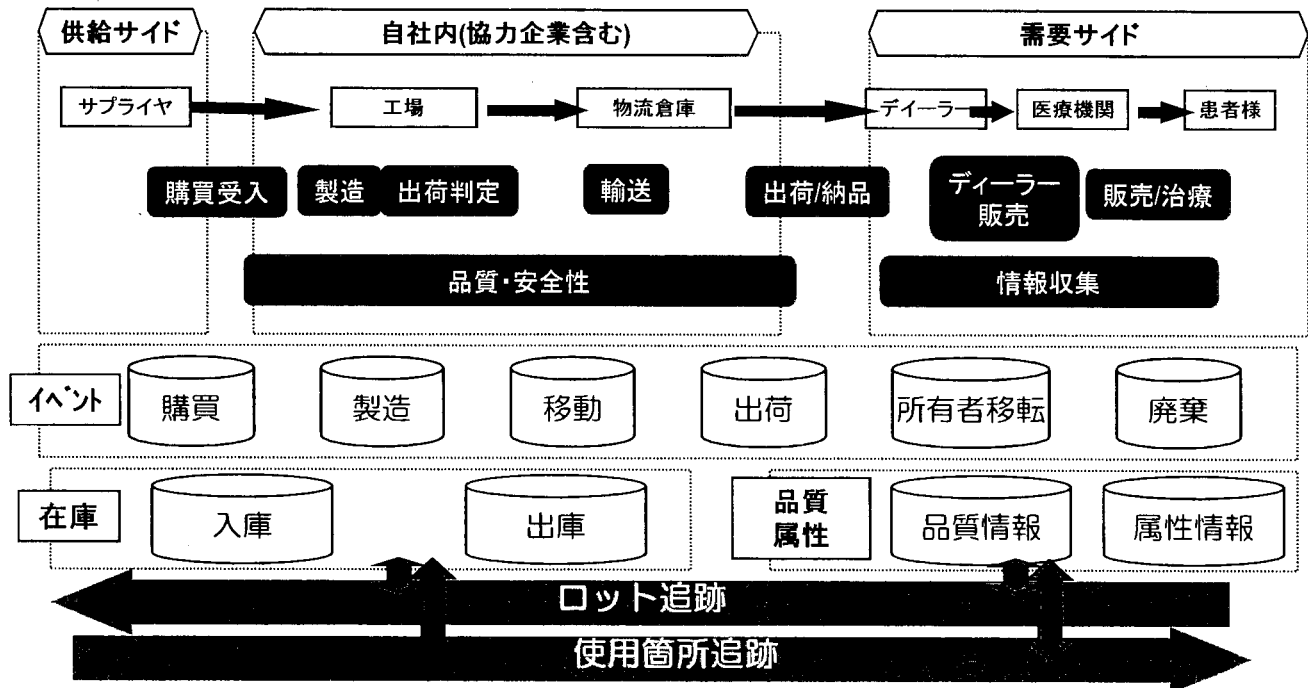 供給サイド
自社内(協力企業含む)
需要サイド
サプライヤ
工場
物流倉庫
デイーラー
医療機関
患者様
購買受入
製造
出荷判定
輸送
出荷/納品
ディーラー
販売
販売/治療
品質・安全性
情報収集
イベント
購買
製造
移動
出荷
所有者移転
廃棄
在庫
入庫
出庫
品質
属性
品質情報
属性情報
ロット追跡
使用箇所追跡